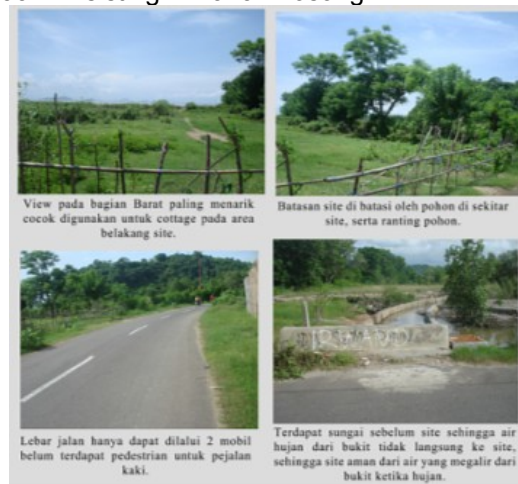 View pada bagian Barat paling menarik
cocok digunakan untuk cottage pada area
belakang site.
Batasan site di batasi oleh pohon di sekitar
site, serta ranting pohon.
Lebar jalan hanya dapat dilalui 2 mobil
belum terdapat pedestrian untuk pejalan
kaki.
Terdapat sungai sebelum site sehingga air
hujan dari bukit tidak langsung ke site,
sehingga site aman dari air yang megalir dari
bukit ketika hujan.